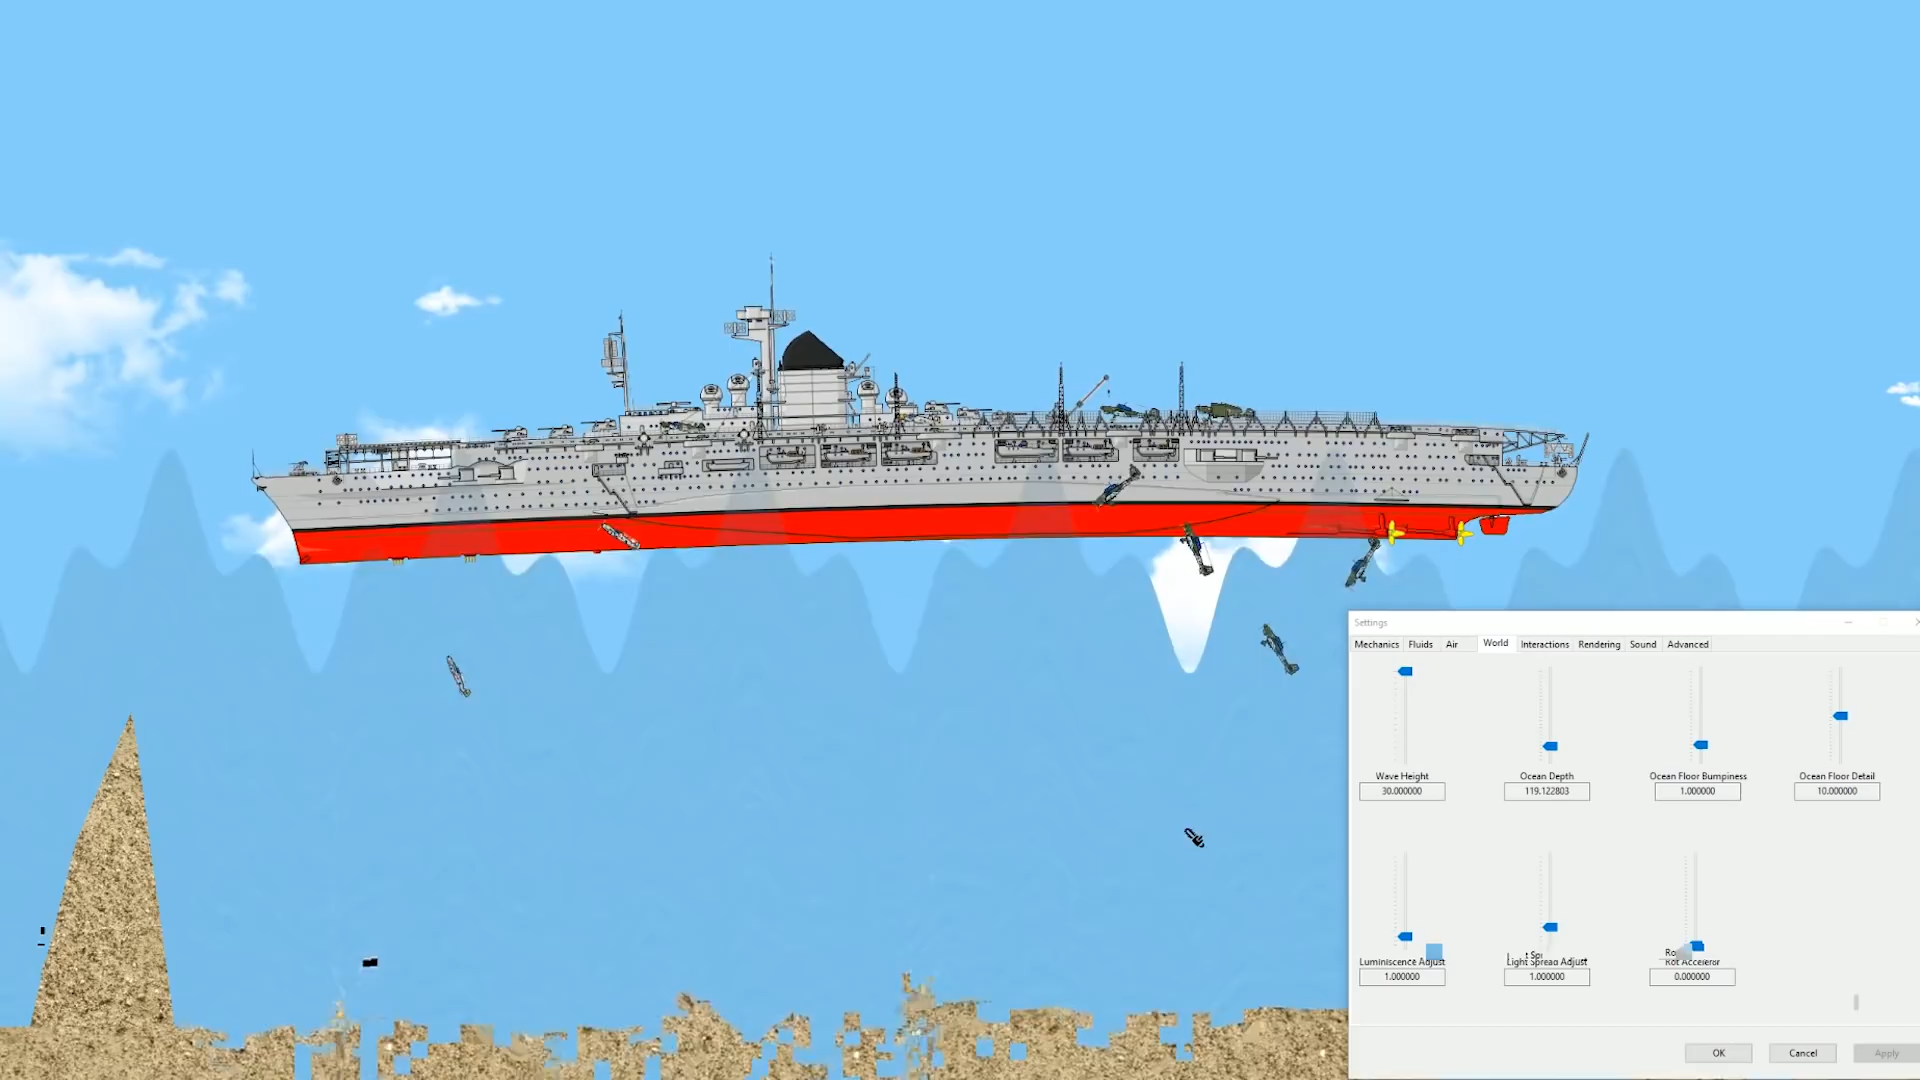 Settings
Mechanics Fluids Air World Interactions Rendering Sound Advanced
Wave Height Ocean Depth Ocean Floor Bumpiness Ocean Floor Detail
30.000000 119.122803 1.000000 10.000000
Luminiscence Adjust Light Spread Adjust Rot Acceleror
1.000000 1.000000 0.000000
OK Cancel Apply